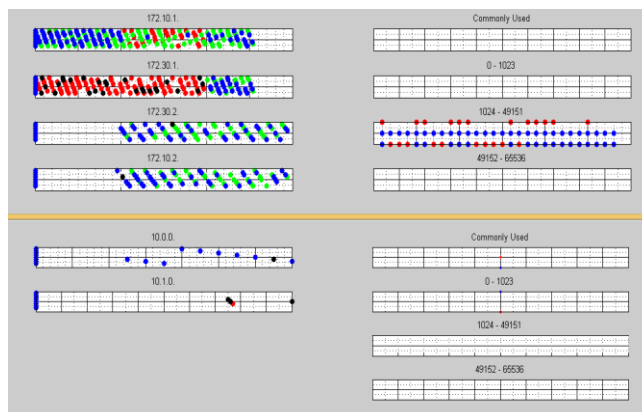 172.10.1.
Commonly Used
172.30.1.
0 - 1023
172.30.2.
1024 - 49151
172.10.2.
49152 - 65536
10.0.0.
Commonly Used
10.1.0.
0 - 1023
1024 - 49151
49152 - 65536